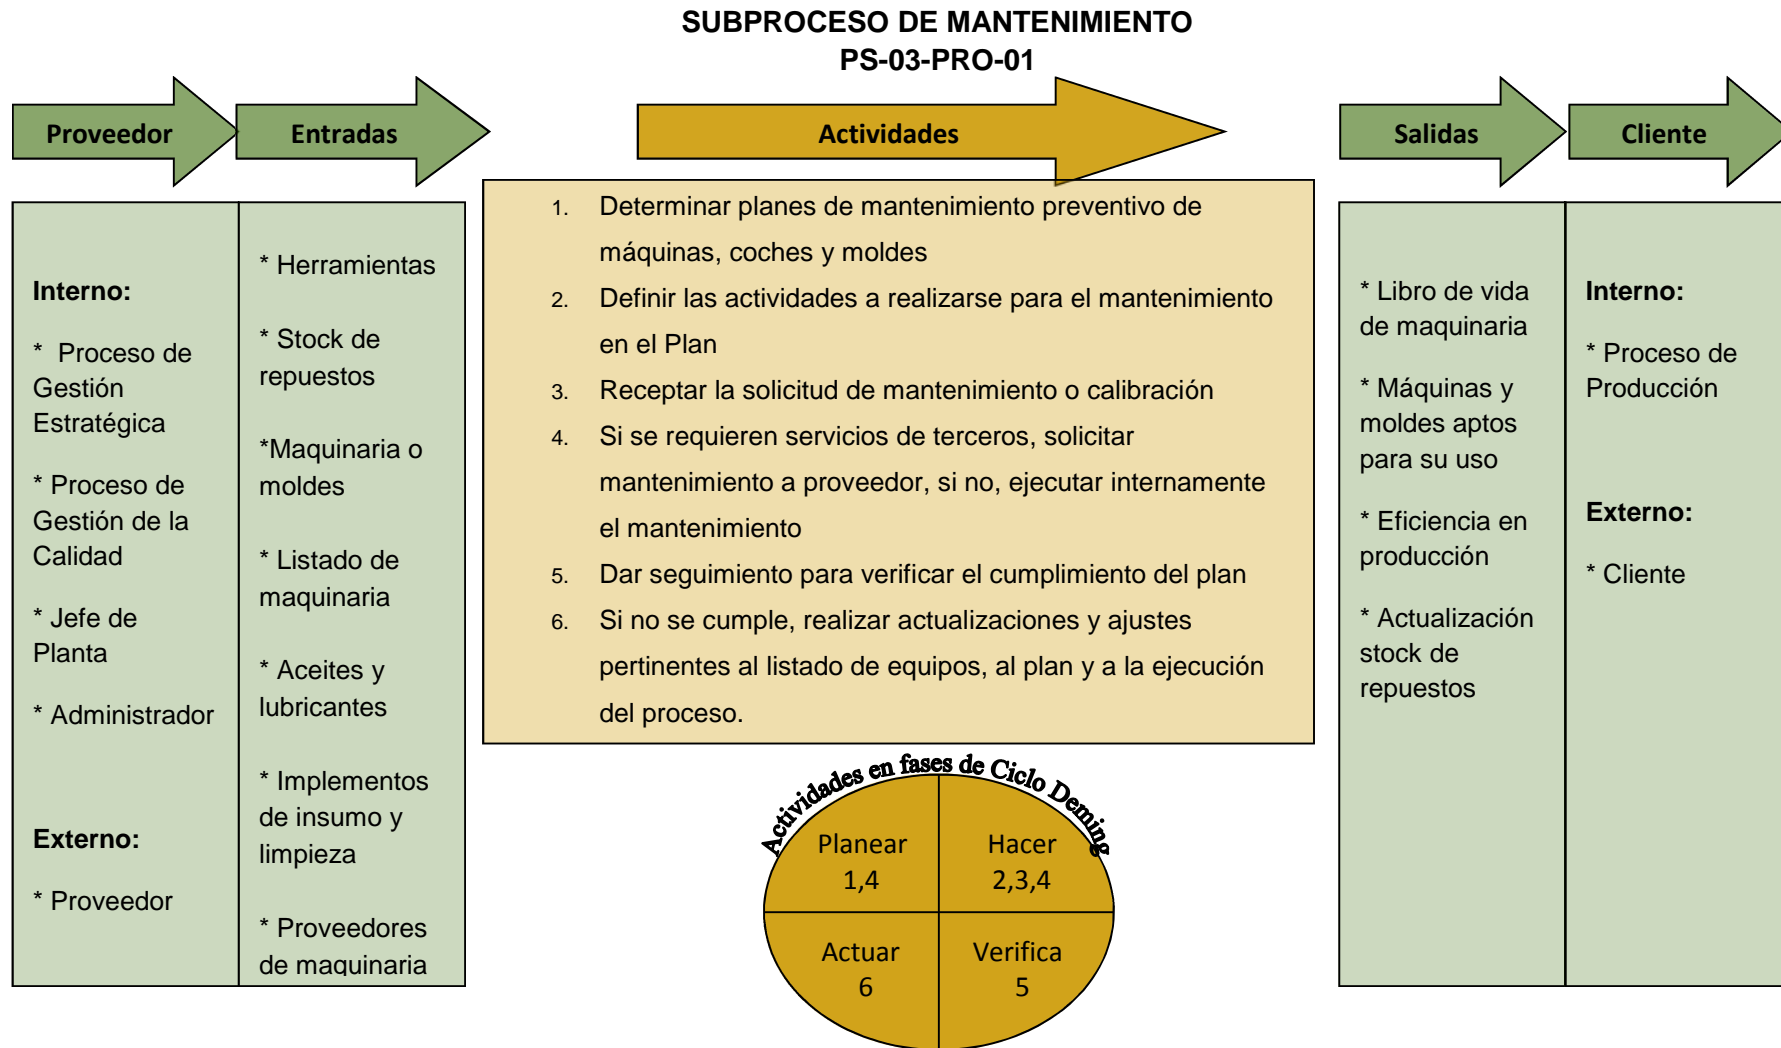 SUBPROCESO DE MANTENIMIENTO
PS-03-PRO-01
Proveedor
Entradas
Actividades
Salidas
Cliente
Interno:
* Proceso de
Gestión
Estratégica
* Proceso de
Gestión de la
Calidad
* Jefe de
Planta
* Administrador
Externo:
* Proveedor
* Herramientas
* Stock de
repuestos
*Maquinaria o
moldes
* Listado de
maquinaria
* Aceites y
lubricantes
* Implementos
de insumo y
limpieza
* Proveedores
de maquinaria
1. Determinar planes de mantenimiento preventivo de
máquinas, coches y moldes
2. Definir las actividades a realizarse para el mantenimiento
en el Plan
3. Receptar la solicitud de mantenimiento o calibración
4. Si se requieren servicios de terceros, solicitar
mantenimiento a proveedor, si no, ejecutar internamente
el mantenimiento
5. Dar seguimiento para verificar el cumplimiento del plan
6. Si no se cumple, realizar actualizaciones y ajustes
pertinentes al listado de equipos, al plan y a la ejecución
del proceso.
Actividades en fases de Ciclo Deming
Planear
1,4
Hacer
2,3,4
Actuar
6
Verifica
5
* Libro de vida
de maquinaria
* Máquinas y
moldes aptos
para su uso
* Eficiencia en
producción
* Actualización
stock de
repuestos
Interno:
* Proceso de
Producción
Externo:
* Cliente